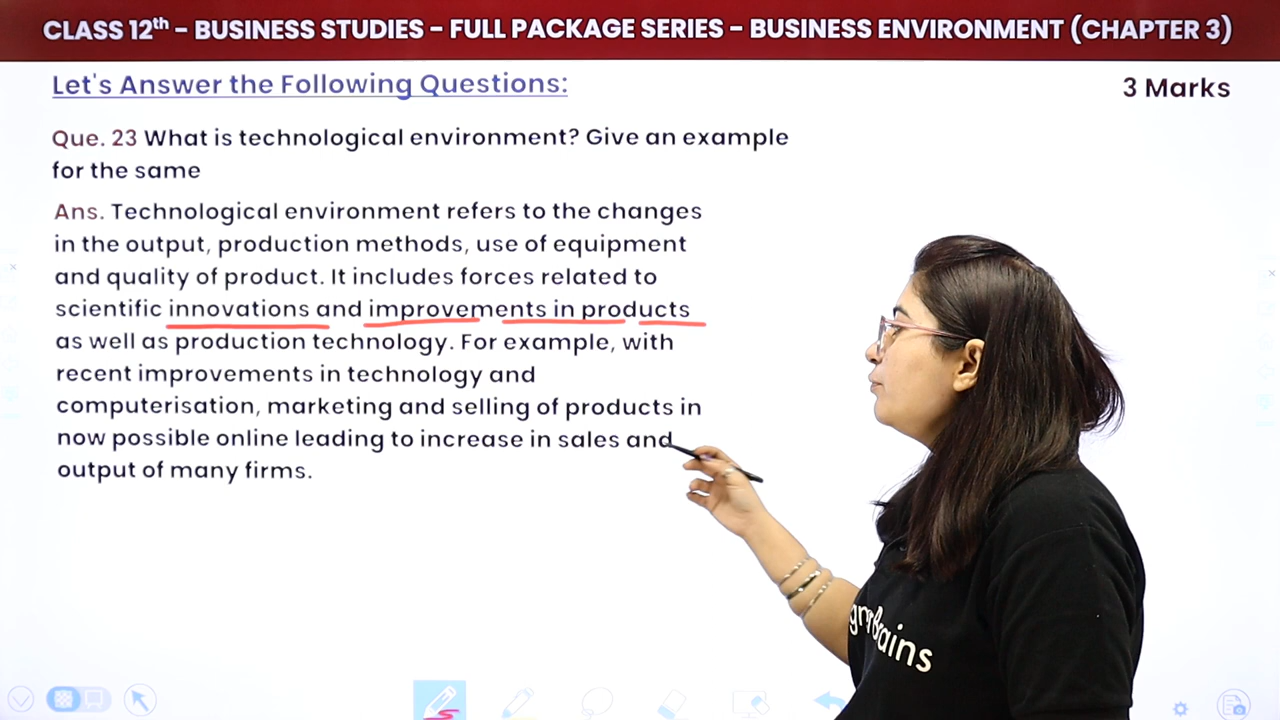 CLASS 12th - BUSINESS STUDIES - FULL PACKAGE SERIES - BUSINESS ENVIRONMENT (CHAPTER 3)
Let's Answer the Following Questions:
3 Marks
Que. 23 What is technological environment? Give an example
for the same
Ans. Technological environment refers to the changes
in the output, production methods, use of equipment
and quality of product. It includes forces related to
scientific innovations and improvements in products
as well as production technology. For example, with
recent improvements in technology and
computerisation, marketing and selling of products in
now possible online leading to increase in sales and
output of many firms.